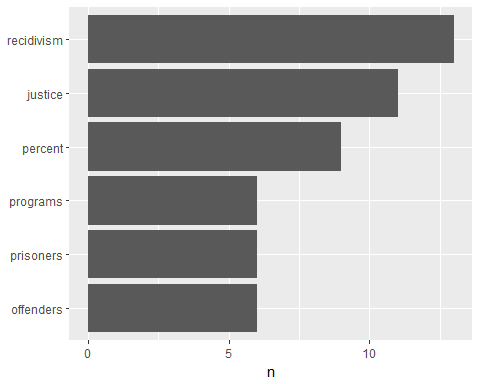 recidivism
justice
percent
programs
prisoners
offenders
0 5 10
n